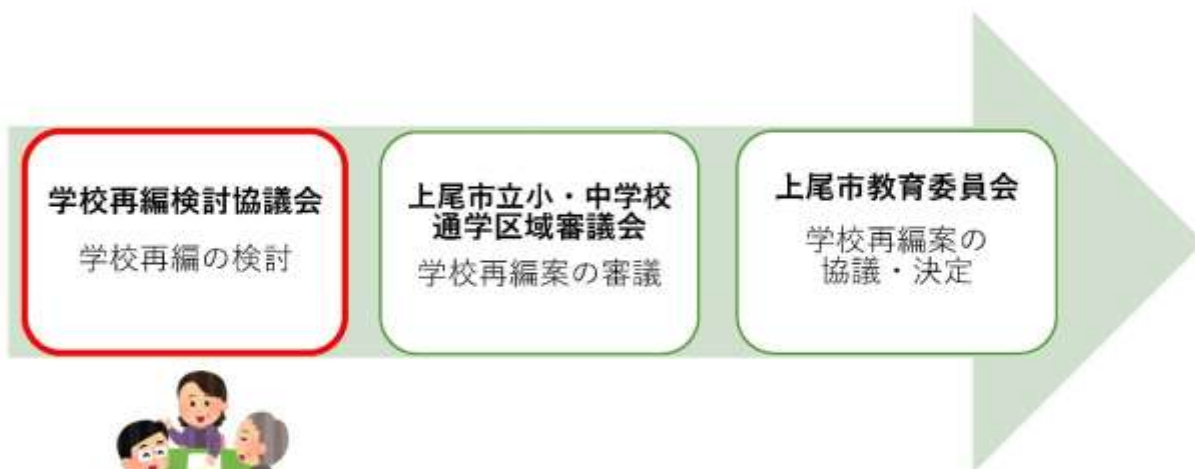 学校再編検討協議会
学校再編の検討
上尾市立小・中学校
通学区域審議会
学校再編案の審議
上尾市教育委員会
学校再編案の
協議・決定